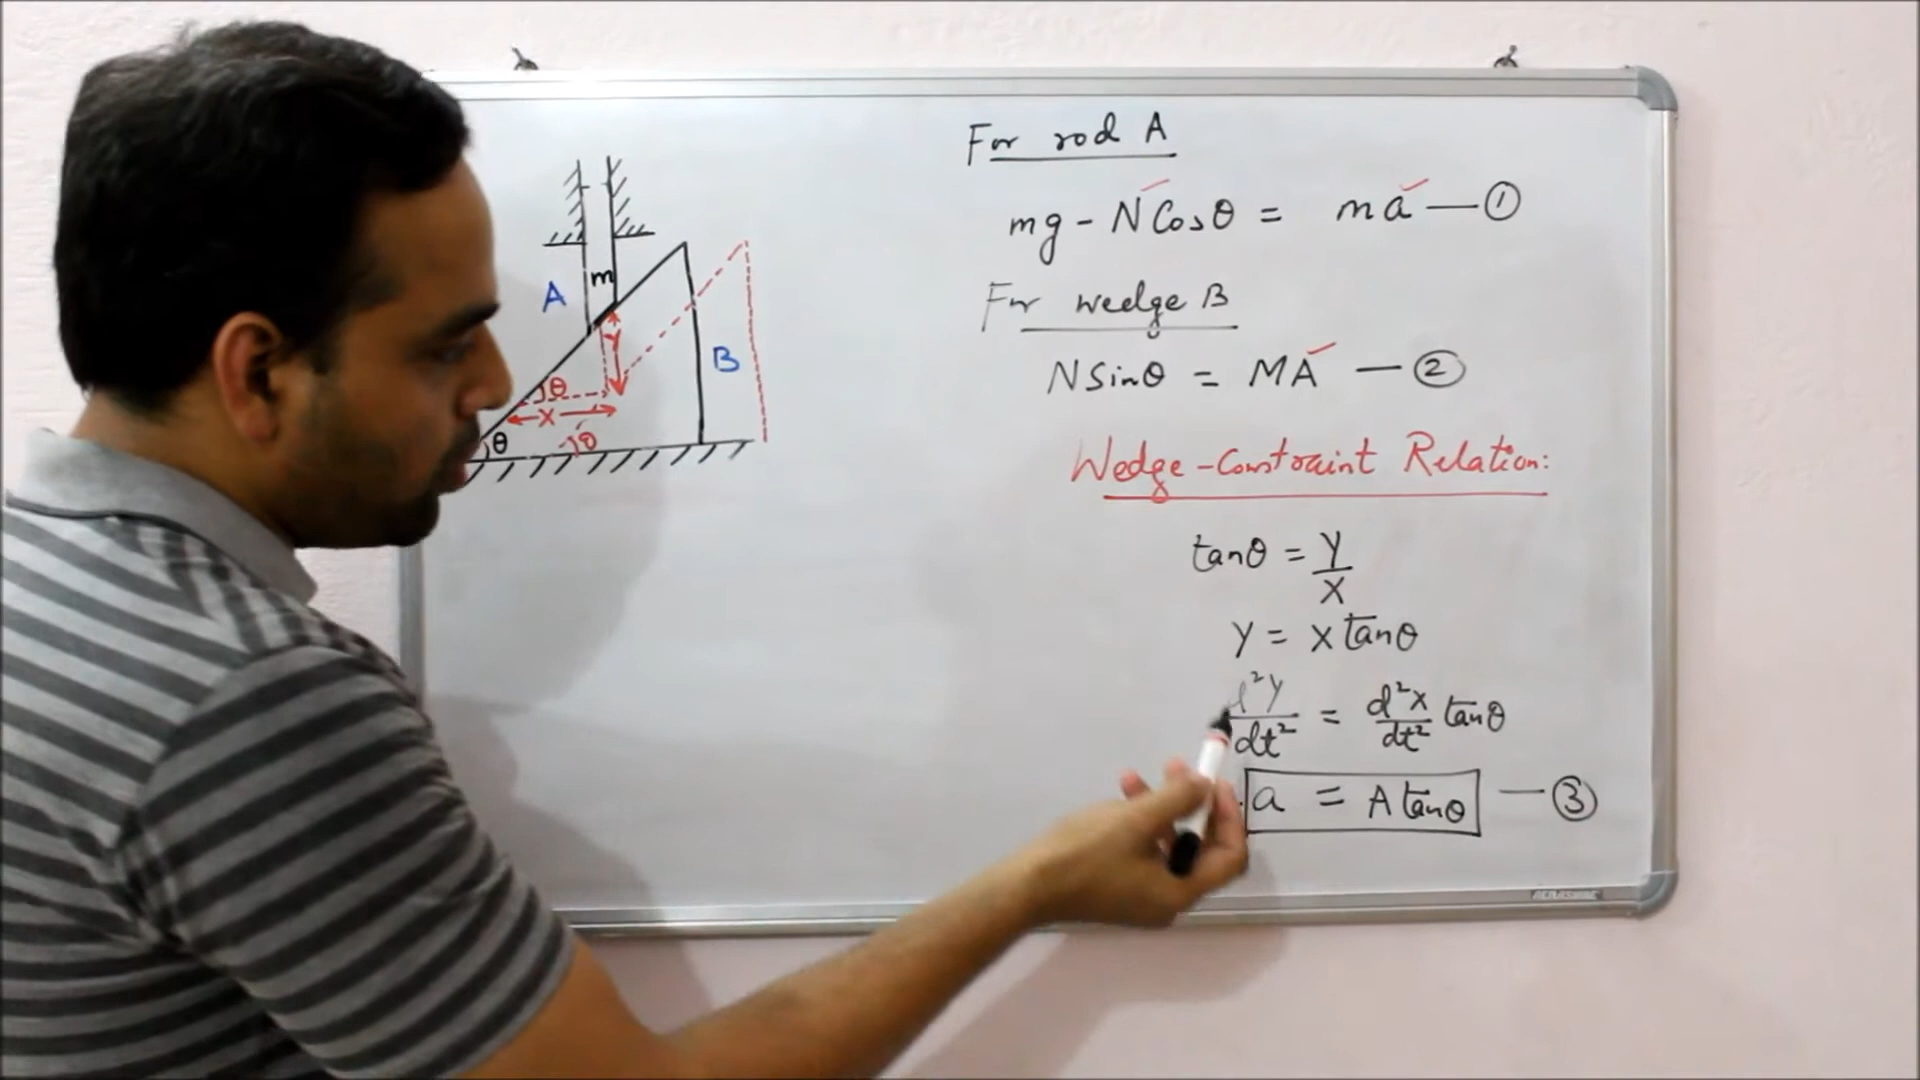 For rod A
mg - N Cosθ = ma — ①
For wedge B
N Sinθ = MA — ②
Wedge-Constraint Relation:
tanθ = Y/X
Y = X tanθ
d²Y/dt² = d²X/dt² tanθ
a = A tanθ — ③
m
A
Y
B
θ
X
θ
θ